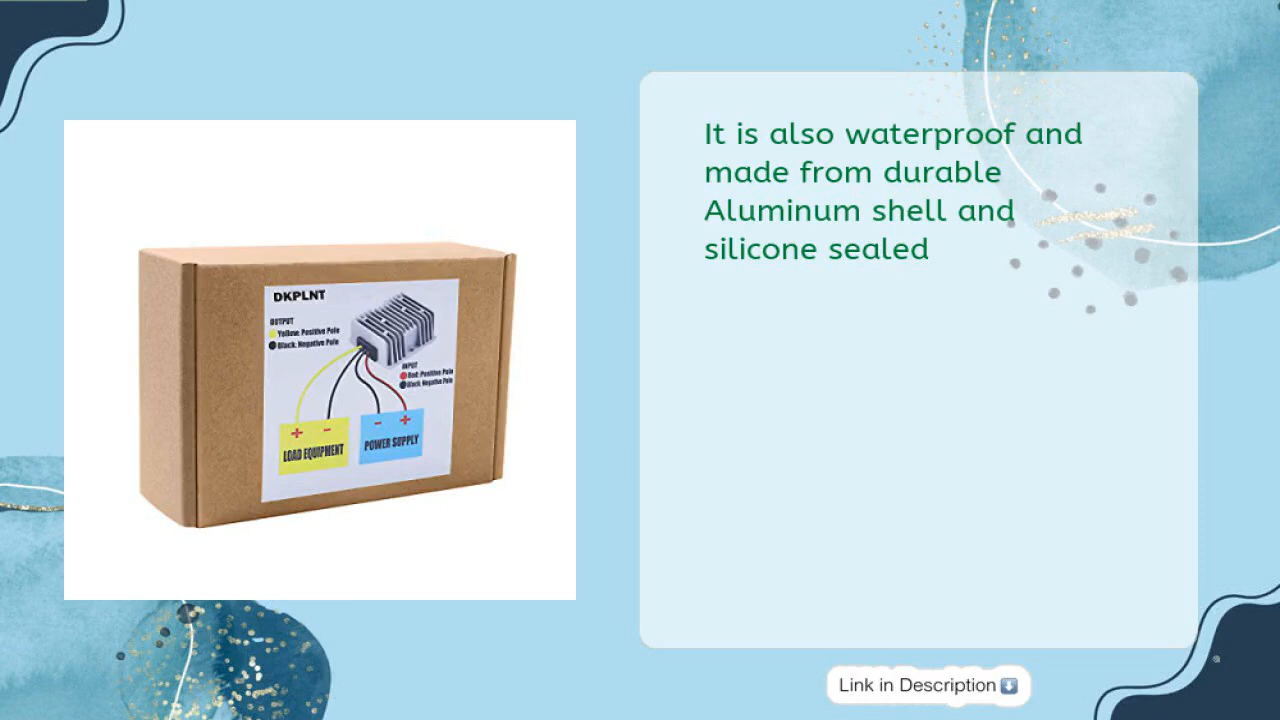 It is also waterproof and
made from durable
Aluminum shell and
silicone sealed
DKPLNT
OUTPUT
Yellow: Positive Pole
Black: Negative Pole
INPUT
Red: Positive Pole
Black: Negative Pole
+ - - +
LOAD EQUIPMENT
POWER SUPPLY
Link in Description⬇️